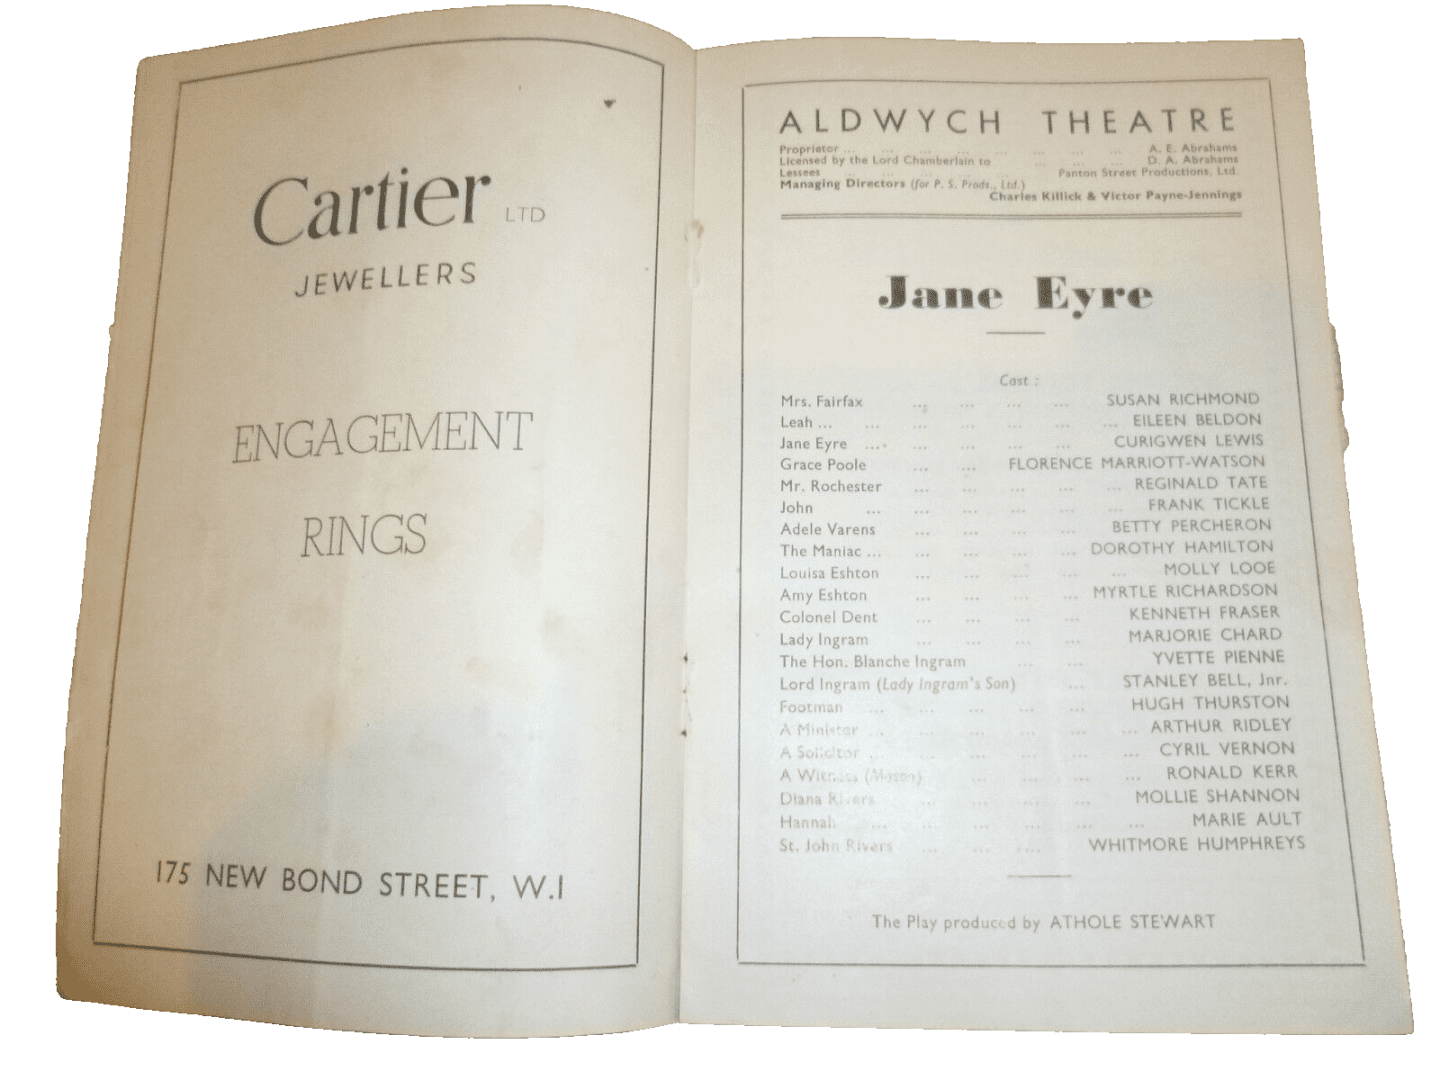 Cartier LTD
JEWELLERS
ENGAGEMENT
RINGS
175 NEW BOND STREET, W.I
ALDWYCH THEATRE
Proprietor ... ... ... ... ... ... ... A. E. Abrahams
Licensed by the Lord Chamberlain to ... ... ... D. A. Abrahams
Lessees ... ... ... ... Panton Street Productions, Ltd.
Managing Directors (for P. S. Prods., Ltd.)
Charles Killick & Victor Payne-Jennings
Jane Eyre
Cast :
Mrs. Fairfax ... ... ... ... SUSAN RICHMOND
Leah ... ... ... ... ... ... EILEEN BELDON
Jane Eyre ... ... ... ... ... CURIGWEN LEWIS
Grace Poole ... ... FLORENCE MARRIOTT-WATSON
Mr. Rochester ... ... ... ... ... REGINALD TATE
John ... ... ... ... ... ... FRANK TICKLE
Adele Varens ... ... ... ... BETTY PERCHERON
The Maniac ... ... ... ... ... DOROTHY HAMILTON
Louisa Eshton ... ... ... ... ... MOLLY LOOE
Amy Eshton ... ... ... ... MYRTLE RICHARDSON
Colonel Dent ... ... ... ... KENNETH FRASER
Lady Ingram ... ... ... ... MARJORIE CHARD
The Hon. Blanche Ingram ... ... YVETTE PIENNE
Lord Ingram (Lady Ingram's Son) ... STANLEY BELL, Jnr.
Footman ... ... ... ... ... HUGH THURSTON
A Minister ... ... ... ... ... ... ARTHUR RIDLEY
A Solicitor ... ... ... ... ... ... CYRIL VERNON
A Witness (Mason) ... ... ... ... RONALD KERR
Diana Rivers ... ... ... ... MOLLIE SHANNON
Hannah ... ... ... ... ... ... MARIE AULT
St. John Rivers ... ... .... WHITMORE HUMPHREYS
The Play produced by ATHOLE STEWART